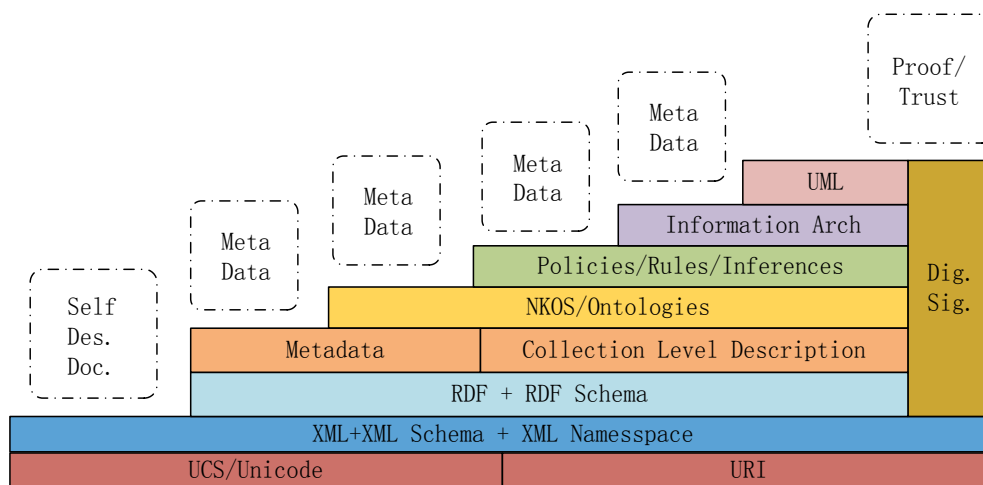 Proof/
Trust
Meta
Data
Meta
Data
Meta
Data
Meta
Data
Self
Des.
Doc.
UML
Information Arch
Policies/Rules/Inferences
Dig.
Sig.
NKOS/Ontologies
Metadata
Collection Level Description
RDF + RDF Schema
XML+XML Schema + XML Namesspace
UCS/Unicode
URI